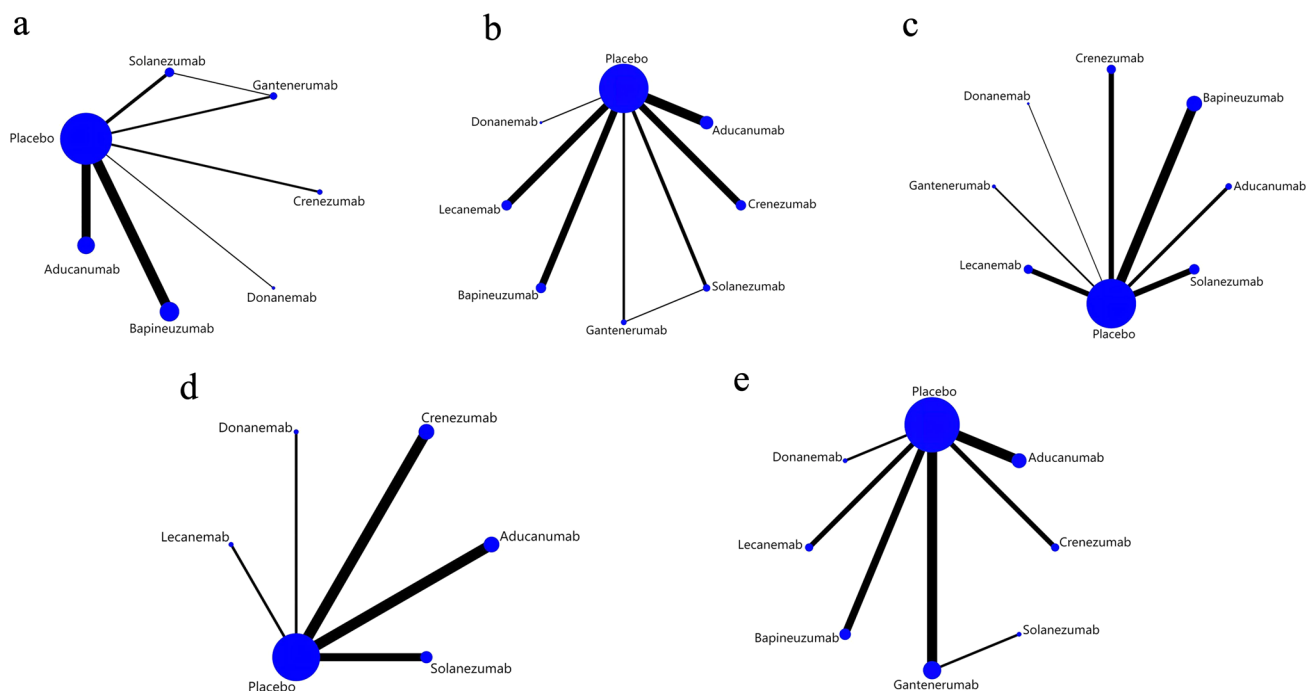 a
Solanezumab
Gantenerumab
Placebo
Crenezumab
Aducanumab
Donanemab
Bapineuzumab
b
Placebo
Donanemab
Aducanumab
Lecanemab
Crenezumab
Bapineuzumab
Solanezumab
Gantenerumab
c
Crenezumab
Donanemab
Bapineuzumab
Gantenerumab
Aducanumab
Lecanemab
Solanezumab
Placebo
d
Crenezumab
Donanemab
Lecanemab
Aducanumab
Solanezumab
Placebo
e
Placebo
Donanemab
Aducanumab
Lecanemab
Crenezumab
Bapineuzumab
Solanezumab
Gantenerumab